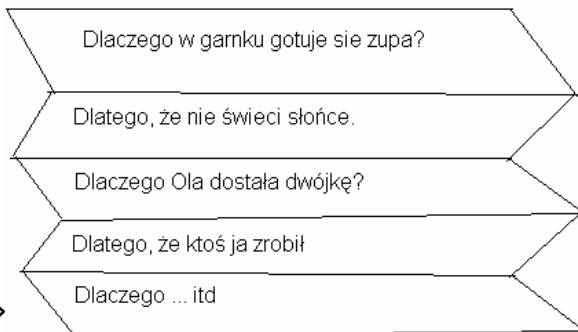 Dlaczego w garnku gotuje sie zupa?
Dlatego, że nie świeci słońce.
Dlaczego Ola dostała dwójkę?
Dlatego, że ktoś ja zrobił
Dlaczego ... itd